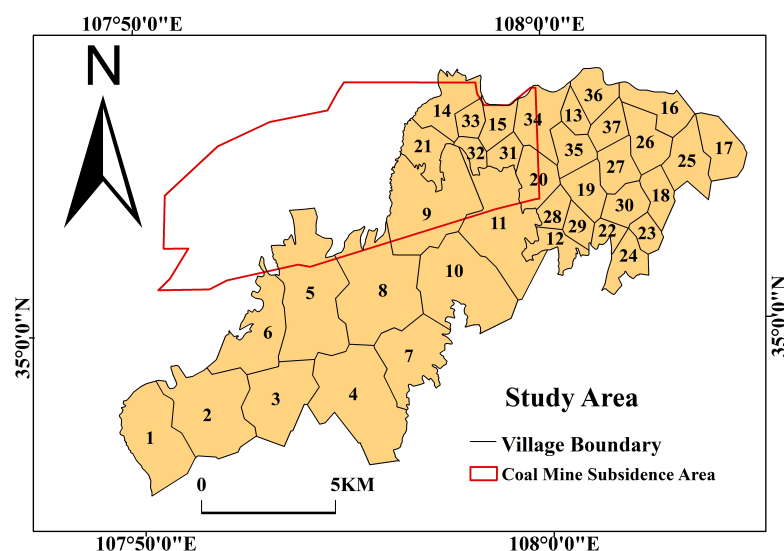 107°50'0"E 108°0'0"E
N
36
14 16
33 15 34 13
37
21 32 31 35 26 17
25
20 27
19 18
9 11 28 30
29 22 23
12 24
10
5 8
35°0'0"N 35°0'0"N
6
7
3 4
2
1
Study Area
Village Boundary
Coal Mine Subsidence Area
0 5KM
107°50'0"E 108°0'0"E